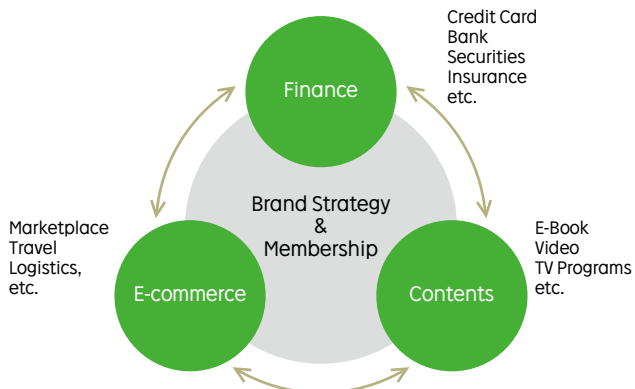 Credit Card
Bank
Securities
Insurance
etc.
Finance
Brand Strategy
&
Membership
Marketplace
Travel
Logistics,
etc.
E-commerce
Contents
E-Book
Video
TV Programs
etc.